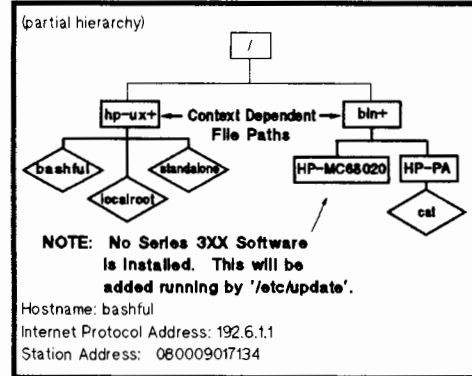 (partial hierarchy)
/
hp-ux+
Context Dependent
File Paths
bin+
bashful
localroot
standalone
HP-MC68020
HP-PA
cat
NOTE: No Series 3XX Software
is Installed. This will be
added running by '/etc/update'.
Hostname: bashful
Internet Protocol Address: 192.6.1.1
Station Address: 080009017134